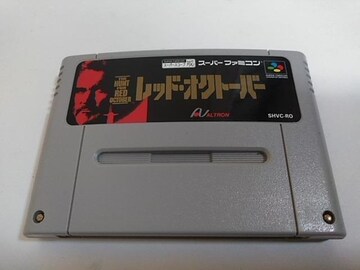 スーパーファミコン
THE
HUNT
FOR
RED
OCTOBER
レッド・オクトーバー
ALTRON
SHVC-RO